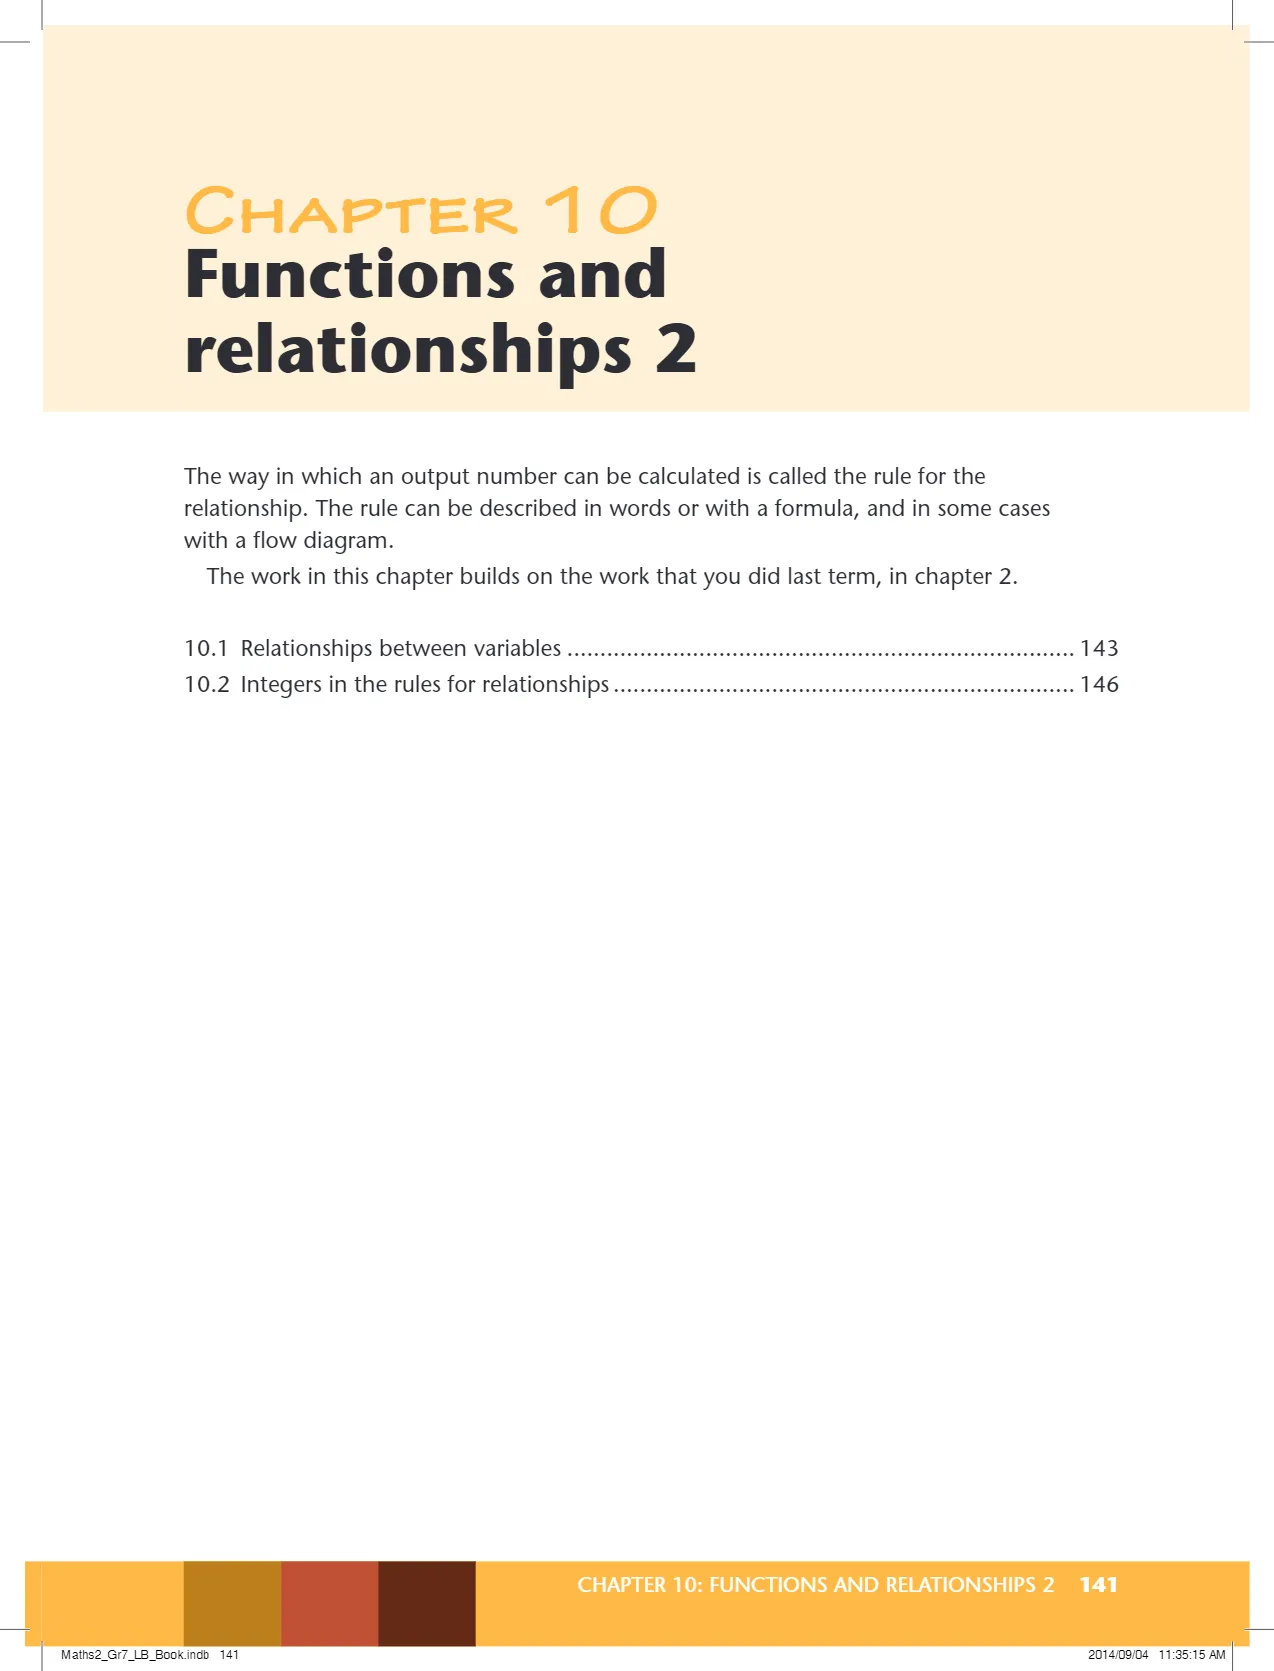 CHAPTER 10
Functions and
relationships 2
The way in which an output number can be calculated is called the rule for the
relationship. The rule can be described in words or with a formula, and in some cases
with a flow diagram.
The work in this chapter builds on the work that you did last term, in chapter 2.
10.1 Relationships between variables ............................................................................. 143
10.2 Integers in the rules for relationships ...................................................................... 146
CHAPTER 10: FUNCTIONS AND RELATIONSHIPS 2 141
Maths2_Gr7_LB_Book.indb 141 2014/09/04 11:35:15 AM